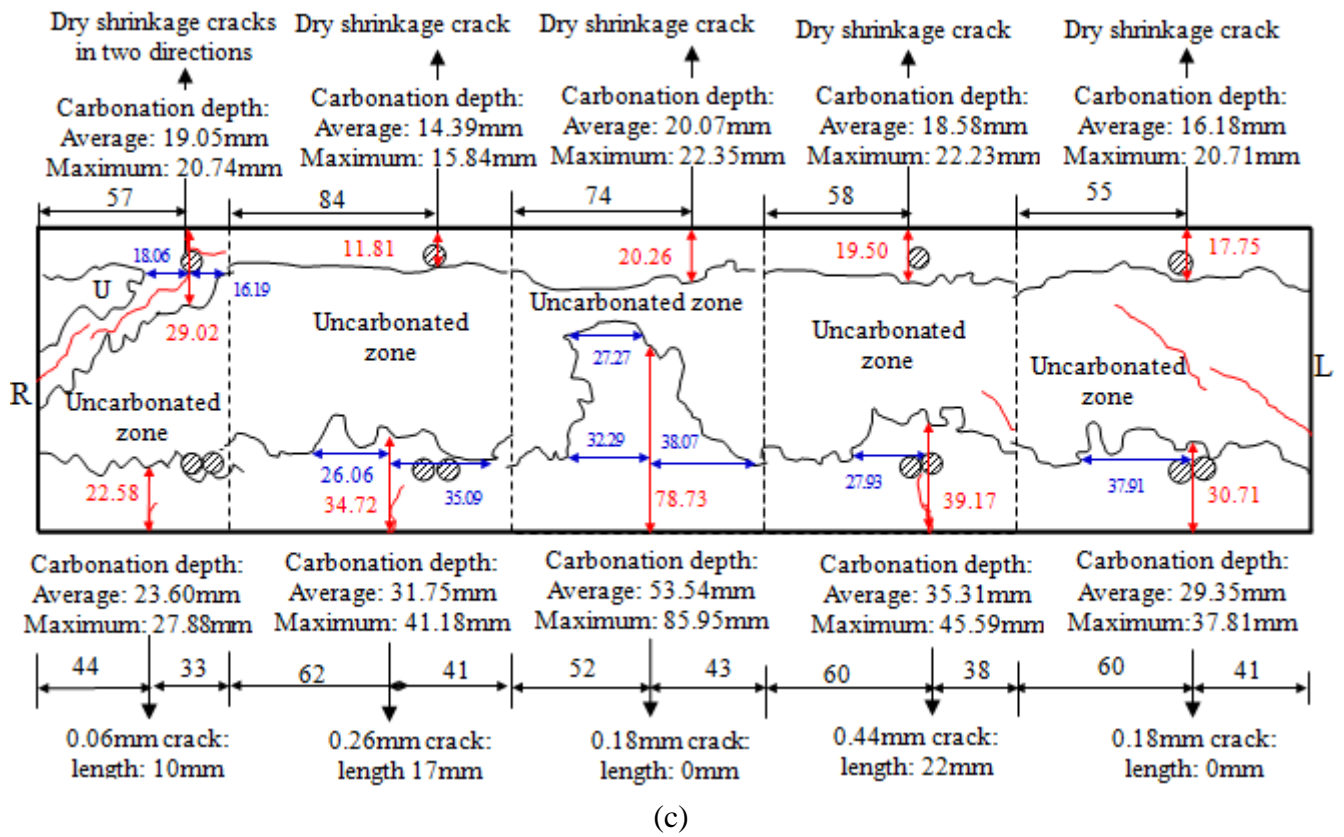 Dry shrinkage cracks
in two directions
Dry shrinkage crack
Dry shrinkage crack
Dry shrinkage crack
Dry shrinkage crack
Carbonation depth:
Average: 19.05mm
Maximum: 20.74mm
Carbonation depth:
Average: 14.39mm
Maximum: 15.84mm
Carbonation depth:
Average: 20.07mm
Maximum: 22.35mm
Carbonation depth:
Average: 18.58mm
Maximum: 22.23mm
Carbonation depth:
Average: 16.18mm
Maximum: 20.71mm
57
84
74
58
55
18.06
16.19
U
29.02
11.81
20.26
19.50
17.75
Uncarbonated
zone
Uncarbonated
zone
Uncarbonated zone
Uncarbonated
zone
Uncarbonated
zone
R
L
27.27
22.58
26.06
34.72
35.09
32.29
38.07
78.73
27.93
39.17
37.91
30.71
Carbonation depth:
Average: 23.60mm
Maximum: 27.88mm
Carbonation depth:
Average: 31.75mm
Maximum: 41.18mm
Carbonation depth:
Average: 53.54mm
Maximum: 85.95mm
Carbonation depth:
Average: 35.31mm
Maximum: 45.59mm
Carbonation depth:
Average: 29.35mm
Maximum:37.81mm
44
33
62
41
52
43
60
38
60
41
0.06mm crack:
length: 10mm
0.26mm crack:
length 17mm
0.18mm crack:
length: 0mm
0.44mm crack:
length: 22mm
0.18mm crack:
length: 0mm
(c)